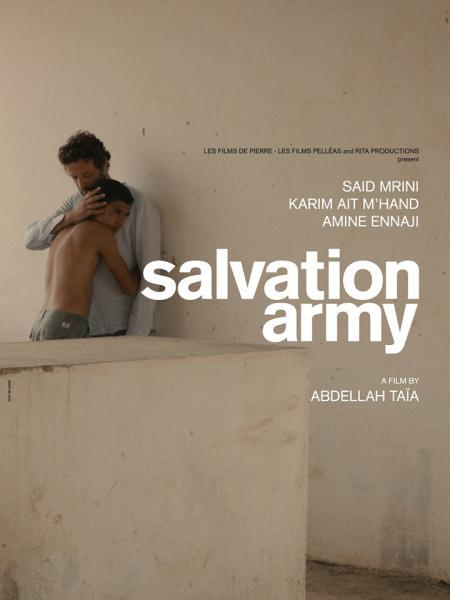 LES FILMS DE PIERRE - LES FILMS PELLÉAS and RITA PRODUCTIONS
present
SAID MRINI
KARIM AIT M'HAND
AMINE ENNAJI
salvation
army
A FILM BY
ABDELLAH TAÏA